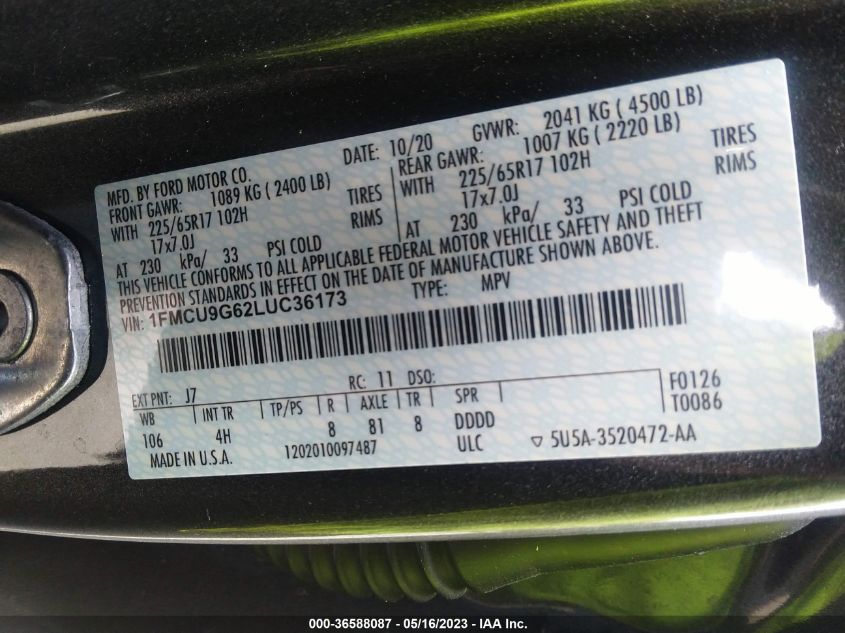 MFD. BY FORD MOTOR CO. DATE: 10/20 GVWR: 2041 KG ( 4500 LB)
FRONT GAWR: 1089 KG ( 2400 LB) REAR GAWR: 1007 KG ( 2220 LB)
WITH 225/65R17 102H TIRES WITH 225/65R17 102H TIRES
17x7.0J RIMS 17x7.0J RIMS
AT 230 kPa/ 33 PSI COLD AT 230 kPa/ 33 PSI COLD
THIS VEHICLE CONFORMS TO ALL APPLICABLE FEDERAL MOTOR VEHICLE SAFETY AND THEFT
PREVENTION STANDARDS IN EFFECT ON THE DATE OF MANUFACTURE SHOWN ABOVE.
VIN: 1FMCU9G62LUC36173 TYPE: MPV
EXT PNT: J7 RC: 11 DSO: F0126
WB INT TR TP/PS R AXLE TR SPR T0086
106 4H 8 81 8 DDDD
MADE IN U.S.A. 1202010097487 ULC ▽ 5U5A-3520472-AA
000-36588087 - 05/16/2023 - IAA Inc.